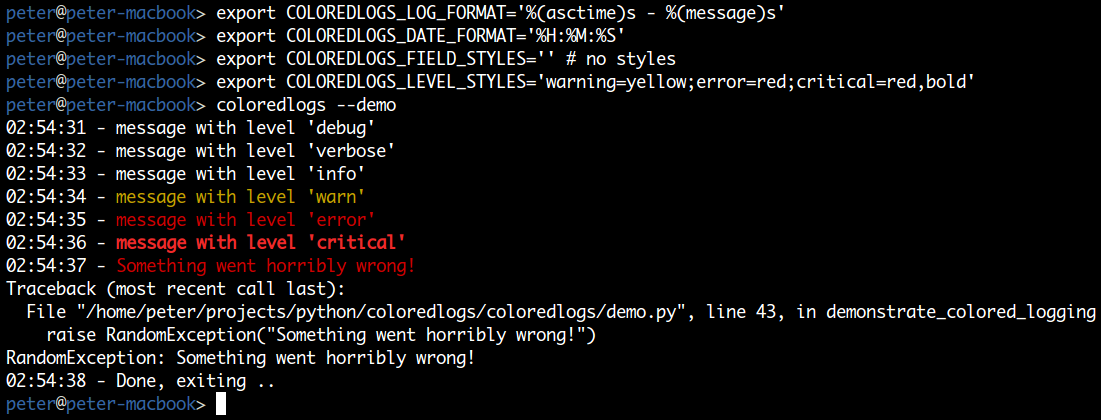 peter@peter-macbook> export COLOREDLOGS_LOG_FORMAT='%(asctime)s - %(message)s'
peter@peter-macbook> export COLOREDLOGS_DATE_FORMAT='%H:%M:%S'
peter@peter-macbook> export COLOREDLOGS_FIELD_STYLES='' # no styles
peter@peter-macbook> export COLOREDLOGS_LEVEL_STYLES='warning=yellow;error=red;critical=red,bold'
peter@peter-macbook> coloredlogs --demo
02:54:31 - message with level 'debug'
02:54:32 - message with level 'verbose'
02:54:33 - message with level 'info'
02:54:34 - message with level 'warn'
02:54:35 - message with level 'error'
02:54:36 - message with level 'critical'
02:54:37 - Something went horribly wrong!
Traceback (most recent call last):
  File "/home/peter/projects/python/coloredlogs/coloredlogs/demo.py", line 43, in demonstrate_colored_logging
    raise RandomException("Something went horribly wrong!")
RandomException: Something went horribly wrong!
02:54:38 - Done, exiting ..
peter@peter-macbook>